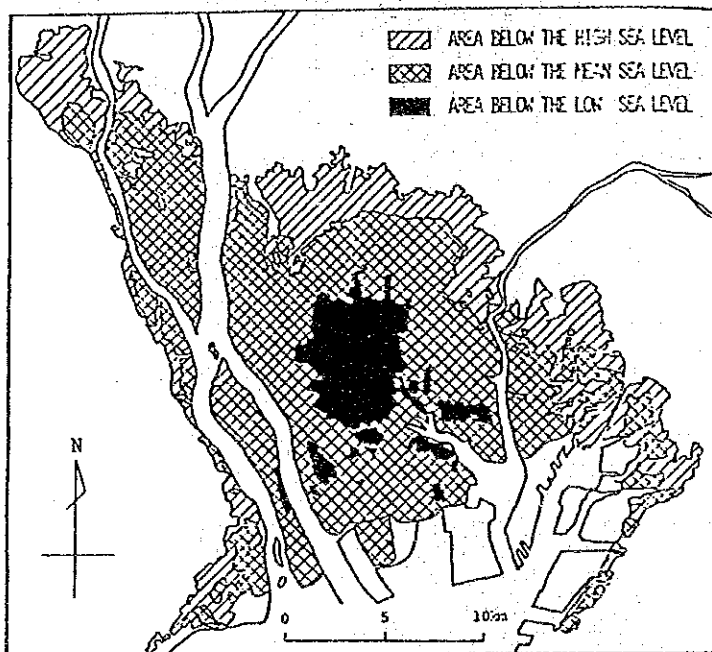 AREA BELOW THE HIGH SEA LEVEL
AREA BELOW THE MEAN SEA LEVEL
AREA BELOW THE LOW SEA LEVEL
N
0 5 10